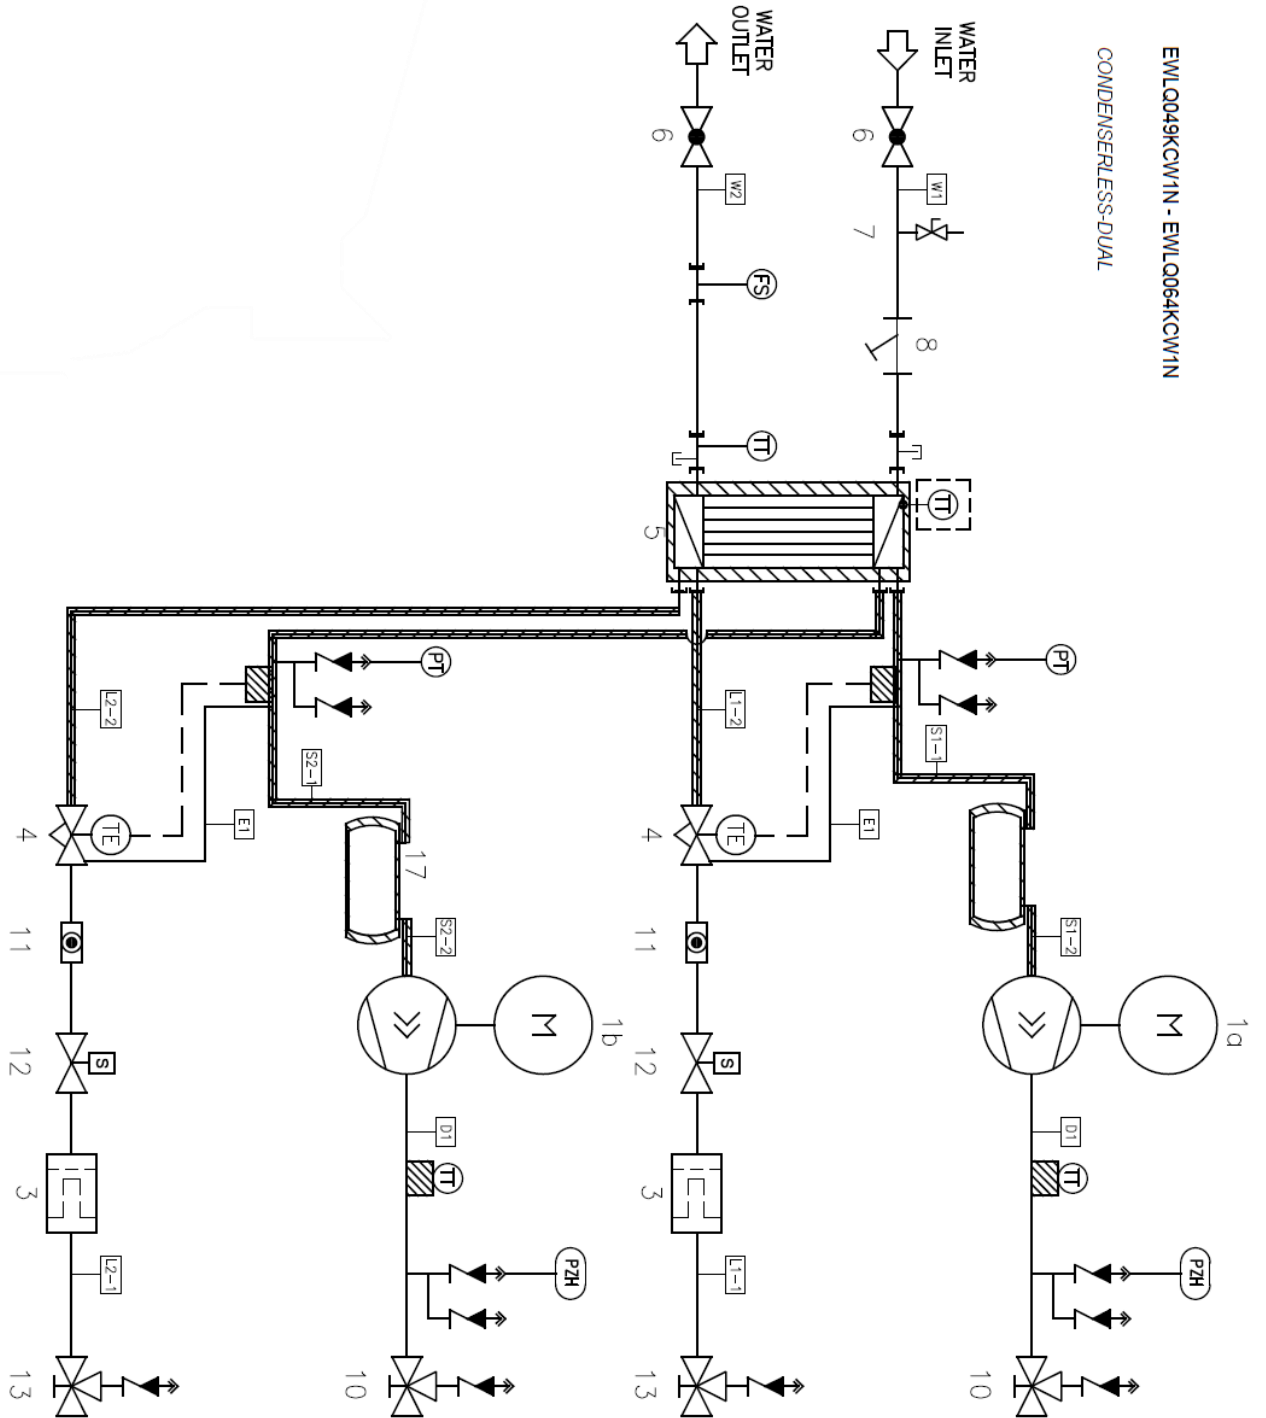 EWLQ049KCW1N - EWLQ064KCW1N
CONDENSERLESS-DUAL
WATER
INLET
WATER
OUTLET
6
6
W1
W2
7
FS
8
TT
TT
5
PT
PT
L2-2
L1-2
S1-1
S2-1
E1
E1
4
TE
4
TE
17
S2-2
S1-2
11
11
M
1b
M
1a
12
S
12
S
D1
D1
3
TT
3
TT
L2-1
PZH
L1-1
PZH
13
10
13
10